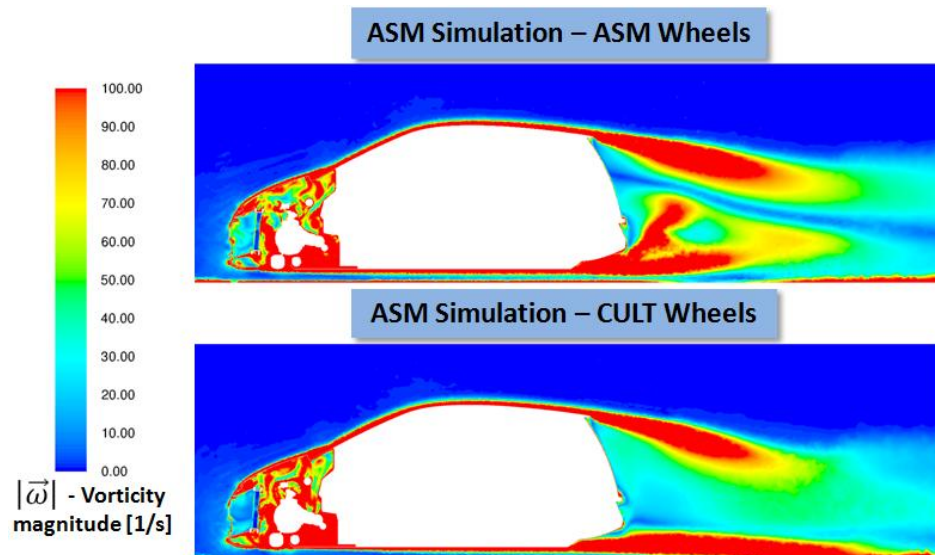 ASM Simulation – ASM Wheels
100.00
90.00
80.00
70.00
60.00
50.00
40.00
30.00
20.00
10.00
0.00
|ω⃗| - Vorticity
magnitude [1/s]
ASM Simulation – CULT Wheels